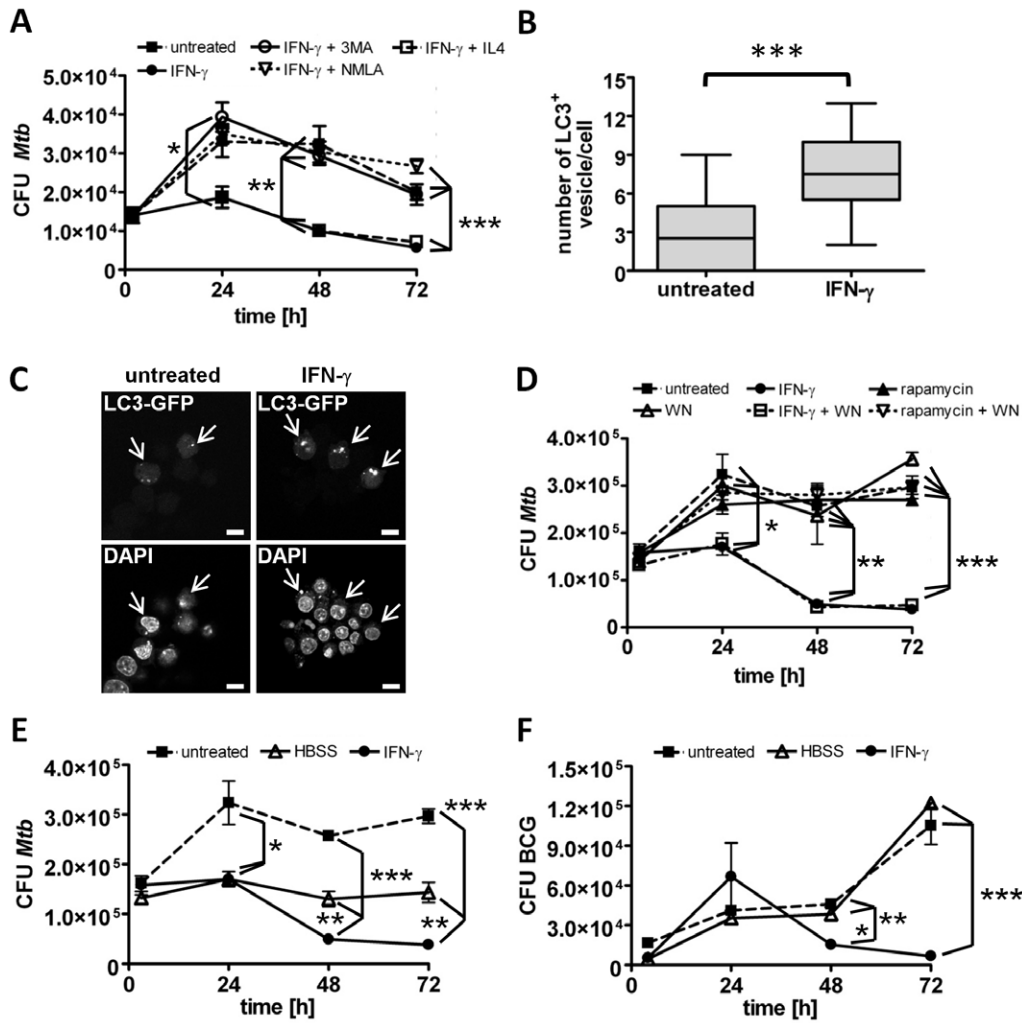 A
untreated IFN-γ + 3MA IFN-γ + IL4
IFN-γ IFN-γ + NMLA
CFU Mtb
5.0×10⁴
4.0×10⁴
3.0×10⁴
2.0×10⁴
1.0×10⁴
0
* ** ***
0 24 48 72
time [h]
B
***
number of LC3⁺
vesicle/cell
15
12
9
6
3
0
untreated IFN-γ
C
untreated IFN-γ
LC3-GFP LC3-GFP
DAPI DAPI
D
untreated IFN-γ rapamycin
WN IFN-γ + WN rapamycin + WN
CFU Mtb
4.0×10⁵
3.0×10⁵
2.0×10⁵
1.0×10⁵
0
* ** ***
0 24 48 72
time [h]
E
untreated HBSS IFN-γ
CFU Mtb
4.0×10⁵
3.0×10⁵
2.0×10⁵
1.0×10⁵
0
***
* ***
** **
0 24 48 72
time [h]
F
untreated HBSS IFN-γ
CFU BCG
1.5×10⁵
1.2×10⁵
9.0×10⁴
6.0×10⁴
3.0×10⁴
0
* ** ***
0 24 48 72
time [h]